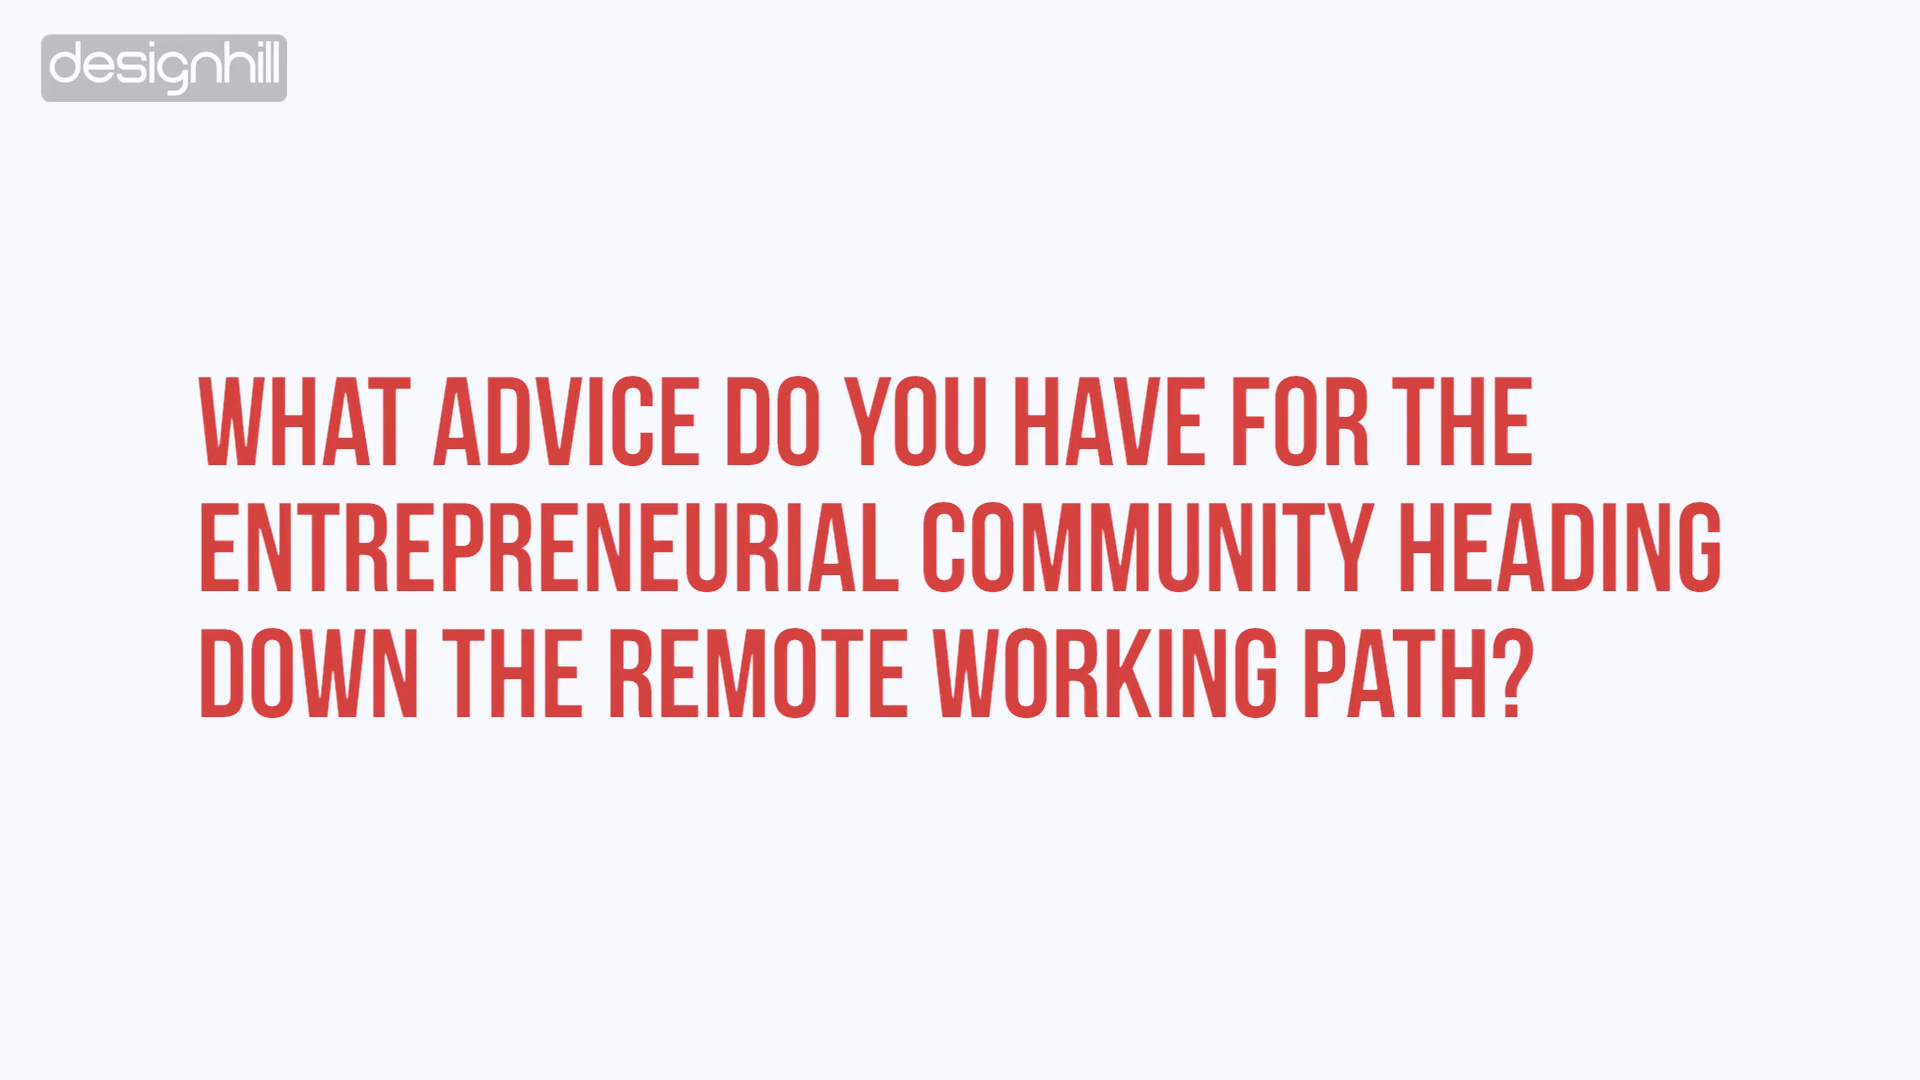 designhill
WHAT ADVICE DO YOU HAVE FOR THE
ENTREPRENEURIAL COMMUNITY HEADING
DOWN THE REMOTE WORKING PATH?